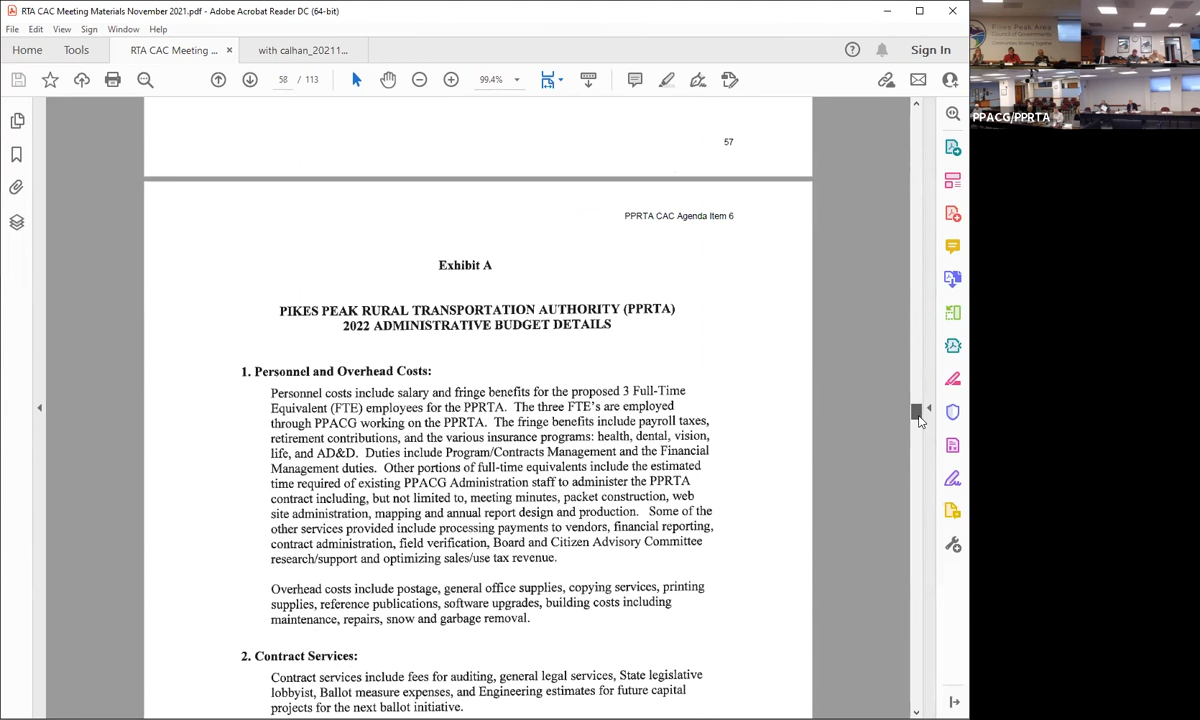 RTA CAC Meeting Materials November 2021.pdf - Adobe Acrobat Reader DC (64-bit)
File Edit View Sign Window Help
Home Tools RTA CAC Meeting ... × with calhan_20211... Sign In
58 / 113 99.4%
57
PPRTA CAC Agenda Item 6
Exhibit A
PIKES PEAK RURAL TRANSPORTATION AUTHORITY (PPRTA)
2022 ADMINISTRATIVE BUDGET DETAILS
1. Personnel and Overhead Costs:
Personnel costs include salary and fringe benefits for the proposed 3 Full-Time
Equivalent (FTE) employees for the PPRTA. The three FTE's are employed
through PPACG working on the PPRTA. The fringe benefits include payroll taxes,
retirement contributions, and the various insurance programs: health, dental, vision,
life, and AD&D. Duties include Program/Contracts Management and the Financial
Management duties. Other portions of full-time equivalents include the estimated
time required of existing PPACG Administration staff to administer the PPRTA
contract including, but not limited to, meeting minutes, packet construction, web
site administration, mapping and annual report design and production. Some of the
other services provided include processing payments to vendors, financial reporting,
contract administration, field verification, Board and Citizen Advisory Committee
research/support and optimizing sales/use tax revenue.
Overhead costs include postage, general office supplies, copying services, printing
supplies, reference publications, software upgrades, building costs including
maintenance, repairs, snow and garbage removal.
2. Contract Services:
Contract services include fees for auditing, general legal services, State legislative
lobbyist, Ballot measure expenses, and Engineering estimates for future capital
projects for the next ballot initiative.
Pikes Peak Area
Council of Governments
Communities Working Together
PPACG/PPRTA